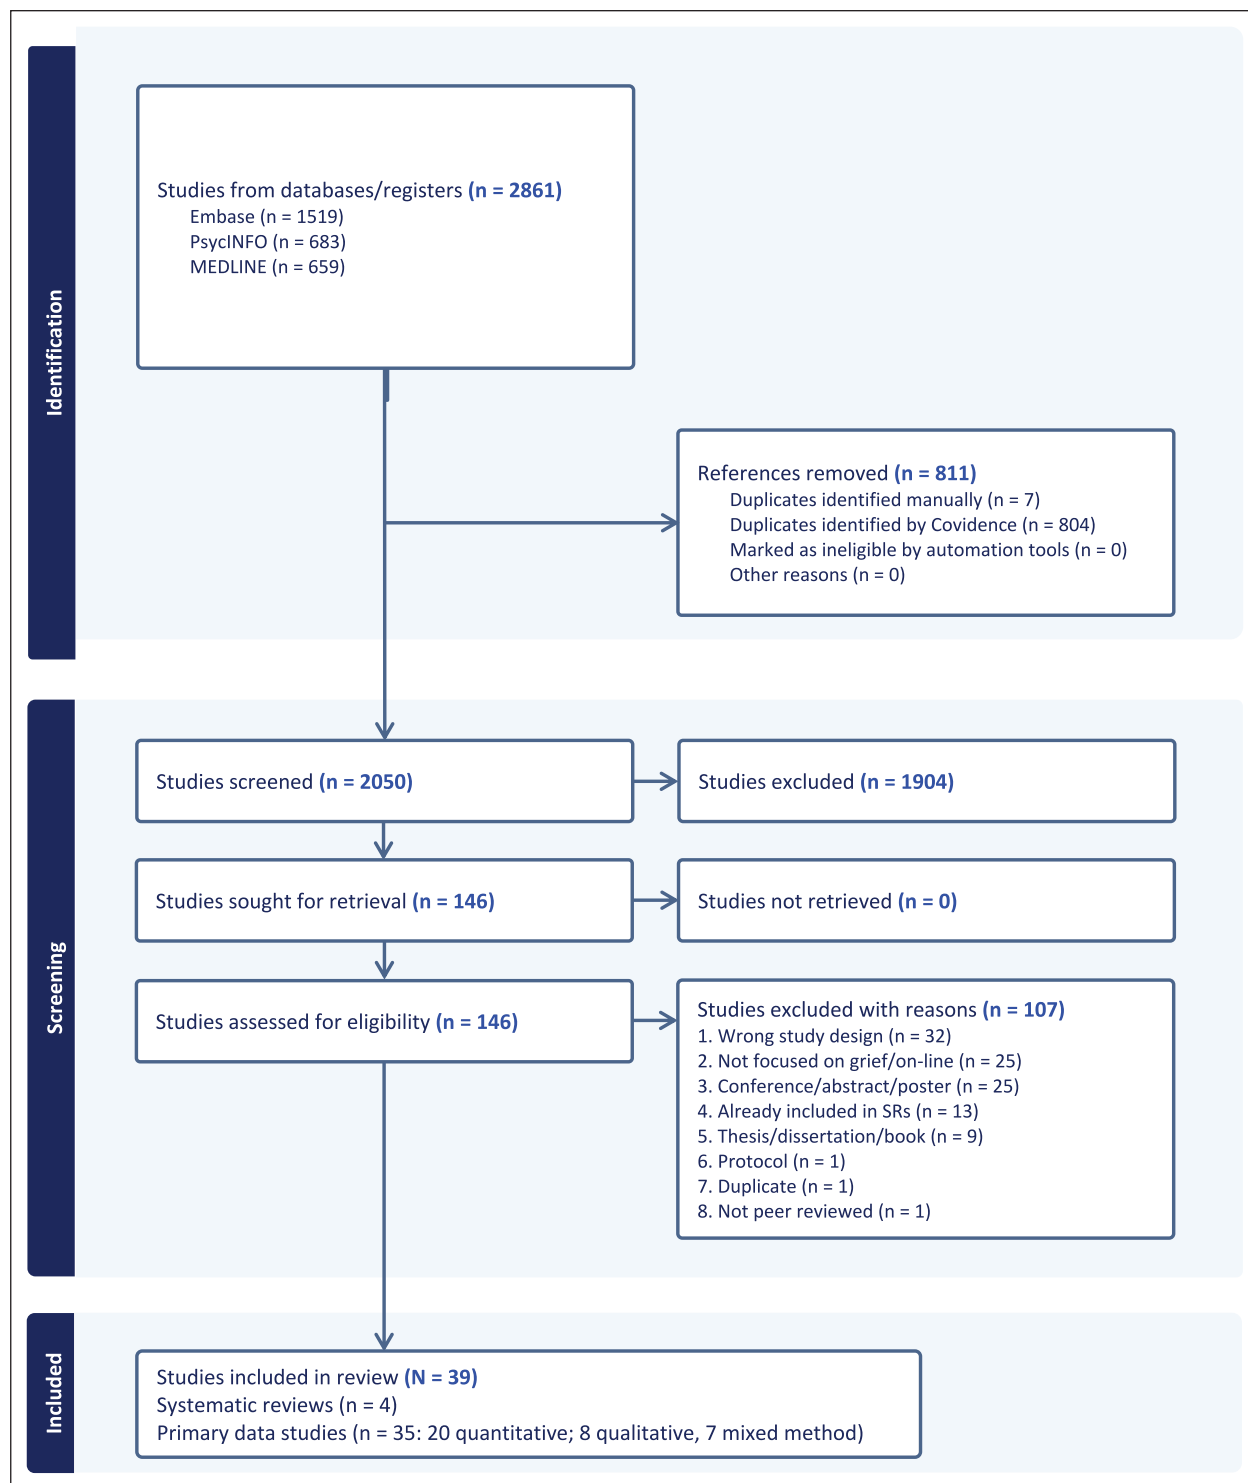 Identification
Studies from databases/registers (n = 2861)
Embase (n = 1519)
PsycINFO (n = 683)
MEDLINE (n = 659)
References removed (n = 811)
Duplicates identified manually (n = 7)
Duplicates identified by Covidence (n = 804)
Marked as ineligible by automation tools (n = 0)
Other reasons (n = 0)
Screening
Studies screened (n = 2050)
Studies excluded (n = 1904)
Studies sought for retrieval (n = 146)
Studies not retrieved (n = 0)
Studies assessed for eligibility (n = 146)
Studies excluded with reasons (n = 107)
1. Wrong study design (n = 32)
2. Not focused on grief/on-line (n = 25)
3. Conference/abstract/poster (n = 25)
4. Already included in SRs (n = 13)
5. Thesis/dissertation/book (n = 9)
6. Protocol (n = 1)
7. Duplicate (n = 1)
8. Not peer reviewed (n = 1)
Included
Studies included in review (N = 39)
Systematic reviews (n = 4)
Primary data studies (n = 35: 20 quantitative; 8 qualitative, 7 mixed method)